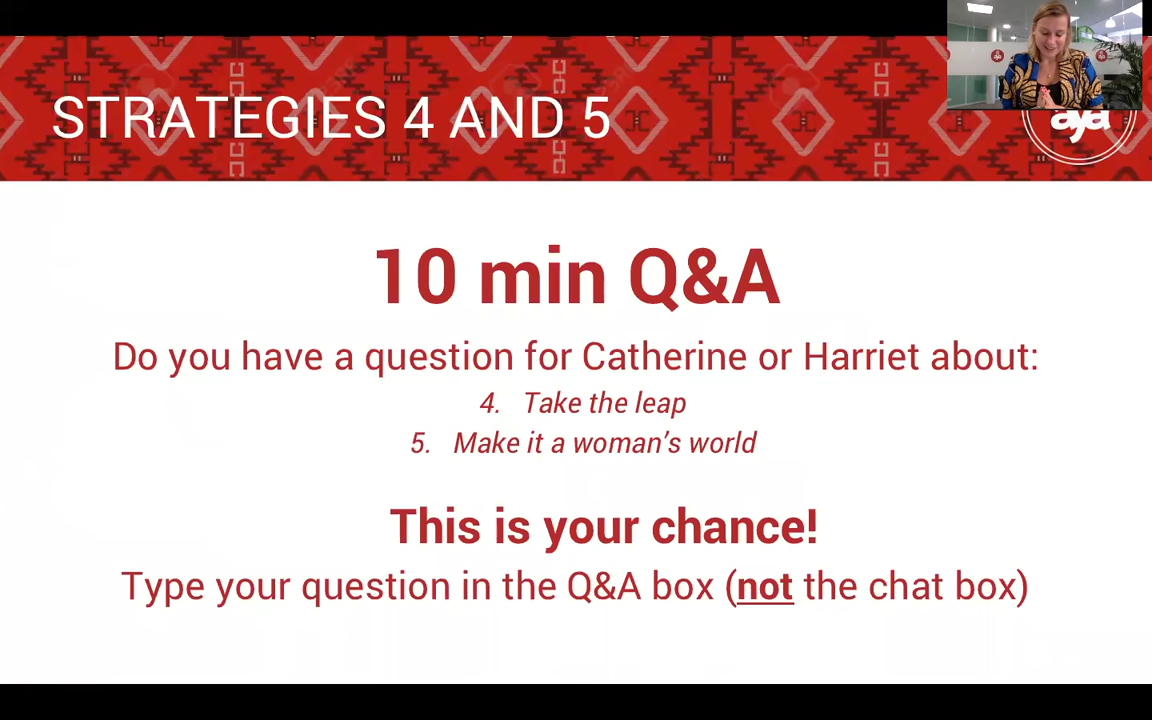 STRATEGIES 4 AND 5
aya
10 min Q&A
Do you have a question for Catherine or Harriet about:
4. Take the leap
5. Make it a woman's world
This is your chance!
Type your question in the Q&A box (not the chat box)